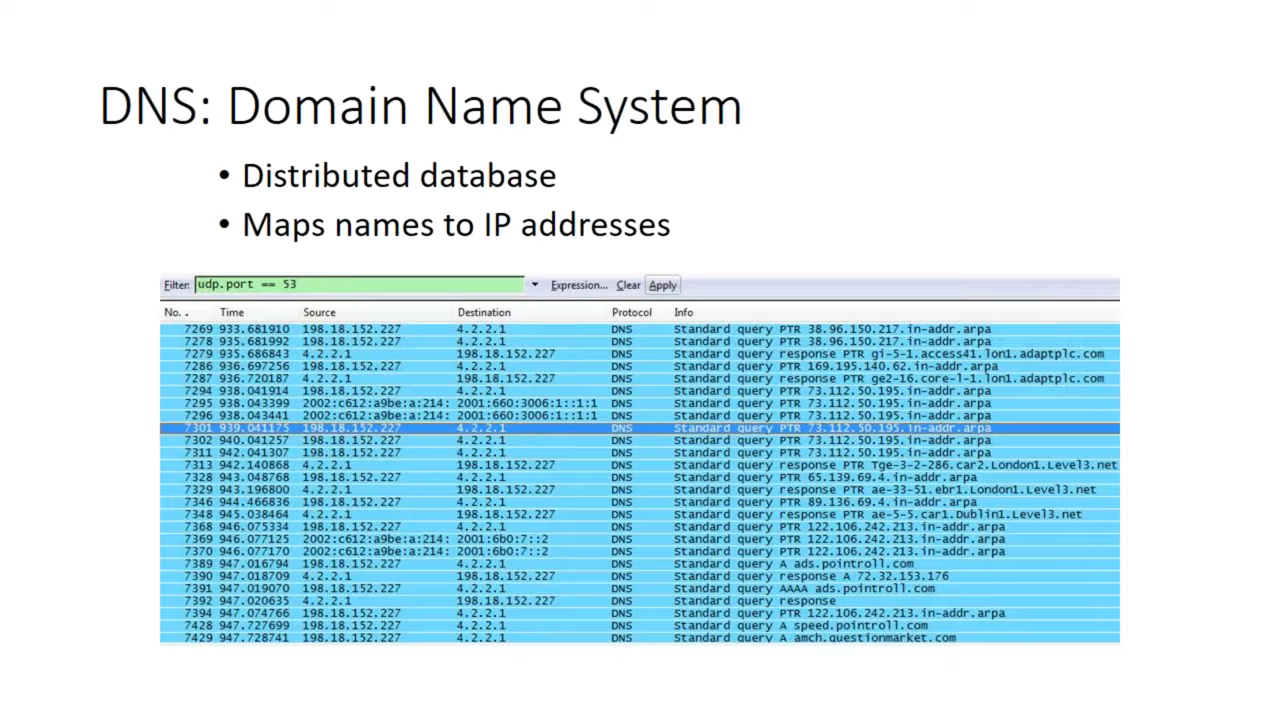 DNS: Domain Name System
• Distributed database
• Maps names to IP addresses
Filter: udp.port == 53 Expression... Clear Apply
No. . Time Source Destination Protocol Info
7269 933.681910 198.18.152.227 4.2.2.1 DNS Standard query PTR 38.96.150.217.in-addr.arpa
7278 935.681992 198.18.152.227 4.2.2.1 DNS Standard query PTR 38.96.150.217.in-addr.arpa
7279 935.686843 4.2.2.1 198.18.152.227 DNS Standard query response PTR gi-5-1.access41.lon1.adaptplc.com
7286 936.697256 198.18.152.227 4.2.2.1 DNS Standard query PTR 169.195.140.62.in-addr.arpa
7287 936.720187 4.2.2.1 198.18.152.227 DNS Standard query response PTR ge2-16.core-l-1.lon1.adaptplc.com
7294 938.041914 198.18.152.227 4.2.2.1 DNS Standard query PTR 73.112.50.195.in-addr.arpa
7295 938.043399 2002:c612:a9be:a:214: 2001:660:3006:1::1:1 DNS Standard query PTR 73.112.50.195.in-addr.arpa
7296 938.043441 2002:c612:a9be:a:214: 2001:660:3006:1::1:1 DNS Standard query PTR 73.112.50.195.in-addr.arpa
7301 939.041175 198.18.152.227 4.2.2.1 DNS Standard query PTR 73.112.50.195.in-addr.arpa
7302 940.041257 198.18.152.227 4.2.2.1 DNS Standard query PTR 73.112.50.195.in-addr.arpa
7311 942.041307 198.18.152.227 4.2.2.1 DNS Standard query PTR 73.112.50.195.in-addr.arpa
7313 942.140868 4.2.2.1 198.18.152.227 DNS Standard query response PTR Tge-3-2-286.car2.London1.Level3.net
7328 943.048768 198.18.152.227 4.2.2.1 DNS Standard query PTR 65.139.69.4.in-addr.arpa
7329 943.196800 4.2.2.1 198.18.152.227 DNS Standard query response PTR ae-33-51.ebr1.London1.Level3.net
7346 944.466836 198.18.152.227 4.2.2.1 DNS Standard query PTR 89.136.69.4.in-addr.arpa
7348 945.038464 4.2.2.1 198.18.152.227 DNS Standard query response PTR ae-5-5.car1.Dublin1.Level3.net
7368 946.075334 198.18.152.227 4.2.2.1 DNS Standard query PTR 122.106.242.213.in-addr.arpa
7369 946.077125 2002:c612:a9be:a:214: 2001:6b0:7::2 DNS Standard query PTR 122.106.242.213.in-addr.arpa
7370 946.077170 2002:c612:a9be:a:214: 2001:6b0:7::2 DNS Standard query PTR 122.106.242.213.in-addr.arpa
7389 947.016794 198.18.152.227 4.2.2.1 DNS Standard query A ads.pointroll.com
7390 947.018709 4.2.2.1 198.18.152.227 DNS Standard query response A 72.32.153.176
7391 947.019070 198.18.152.227 4.2.2.1 DNS Standard query AAAA ads.pointroll.com
7392 947.020635 4.2.2.1 198.18.152.227 DNS Standard query response
7394 947.074766 198.18.152.227 4.2.2.1 DNS Standard query PTR 122.106.242.213.in-addr.arpa
7428 947.727699 198.18.152.227 4.2.2.1 DNS Standard query A speed.pointroll.com
7429 947.728741 198.18.152.227 4.2.2.1 DNS Standard query A amch.questionmarket.com